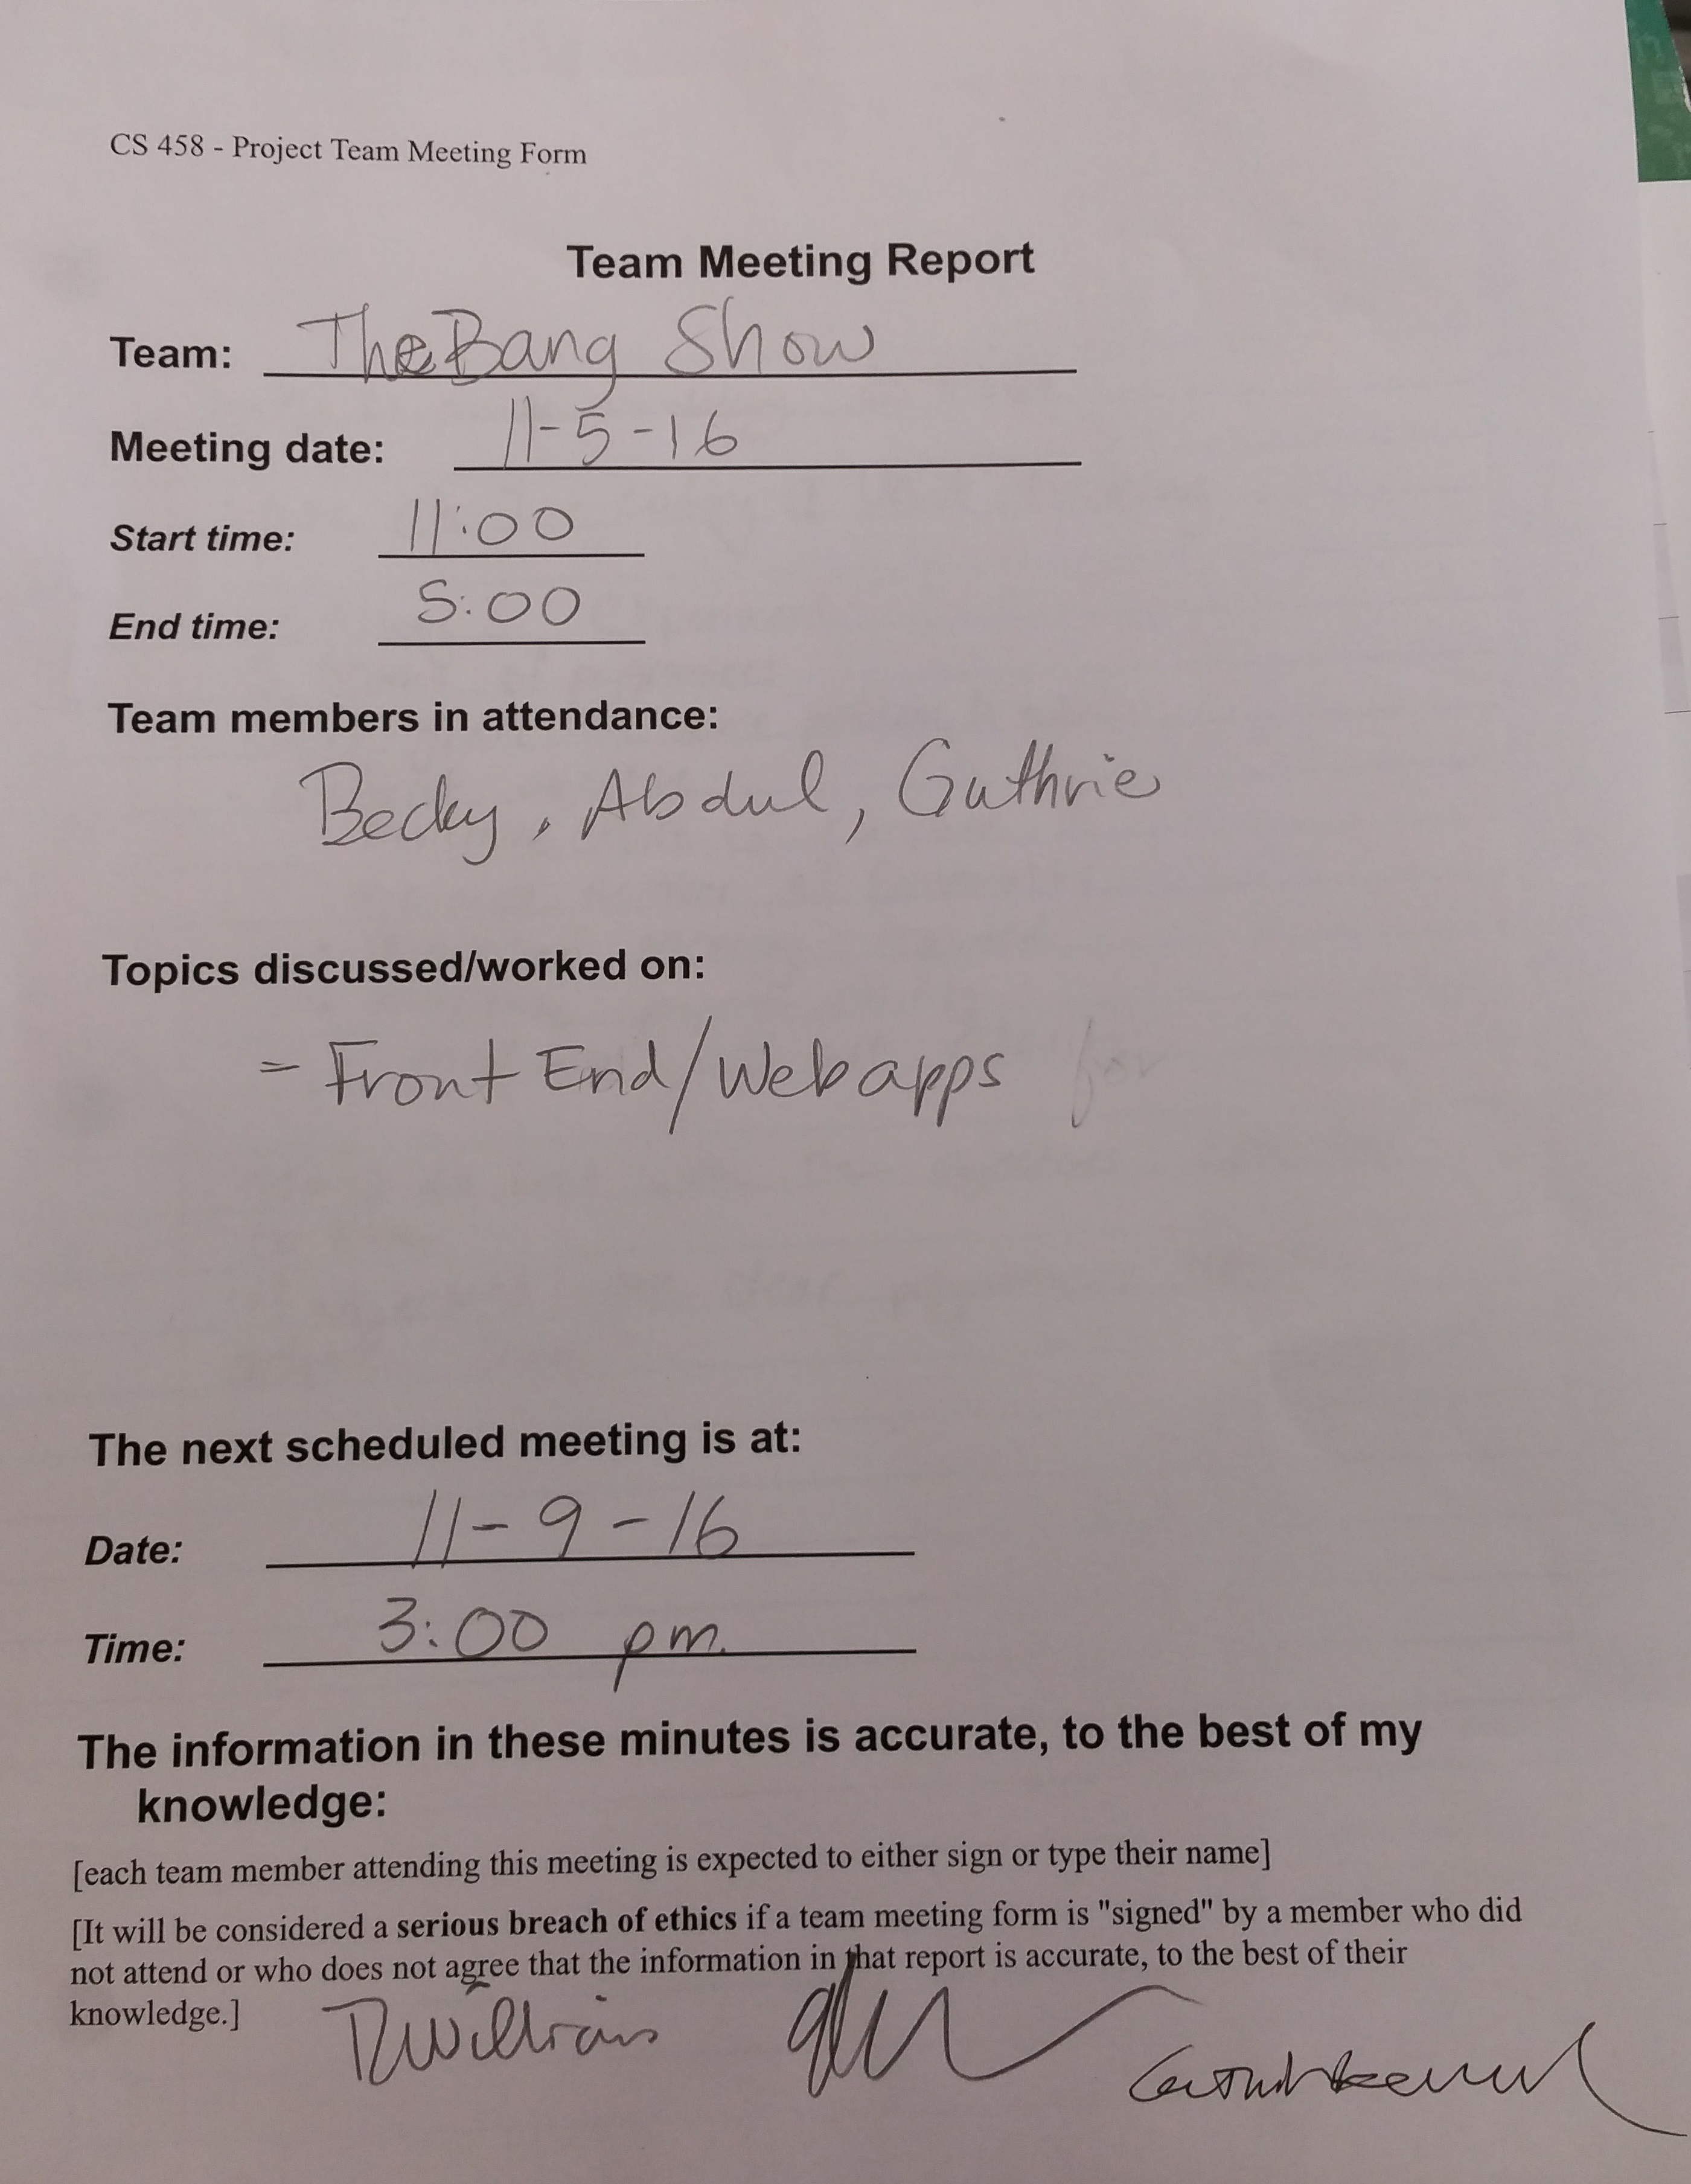 CS 458 - Project Team Meeting Form
Team Meeting Report
Team: The Bang Show
Meeting date: 11-5-16
Start time: 11:00
End time: 5:00
Team members in attendance:
Becky, Abdul, Guthrie
Topics discussed/worked on:
- Front End/Web apps
The next scheduled meeting is at:
Date: 11-9-16
Time: 3:00 pm
The information in these minutes is accurate, to the best of my
knowledge:
[each team member attending this meeting is expected to either sign or type their name]
[It will be considered a serious breach of ethics if a team meeting form is "signed" by a member who did
not attend or who does not agree that the information in that report is accurate, to the best of their
knowledge.]